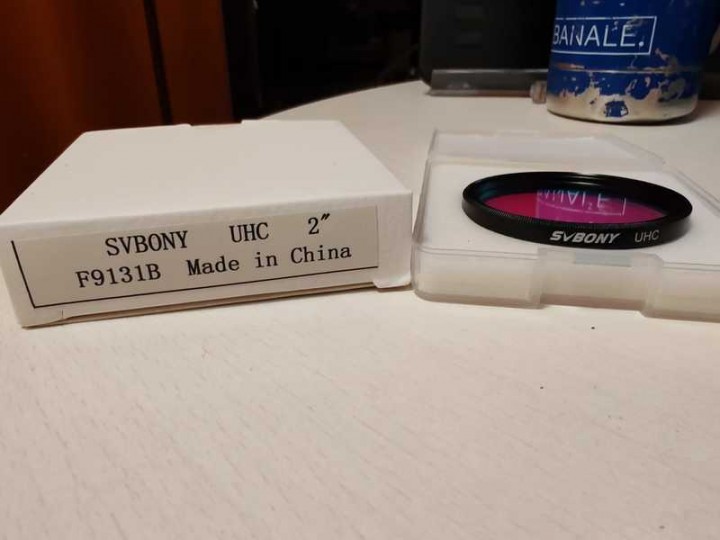 SVBONY UHC 2″
F9131B Made in China
BANALE.
SVBONY UHC